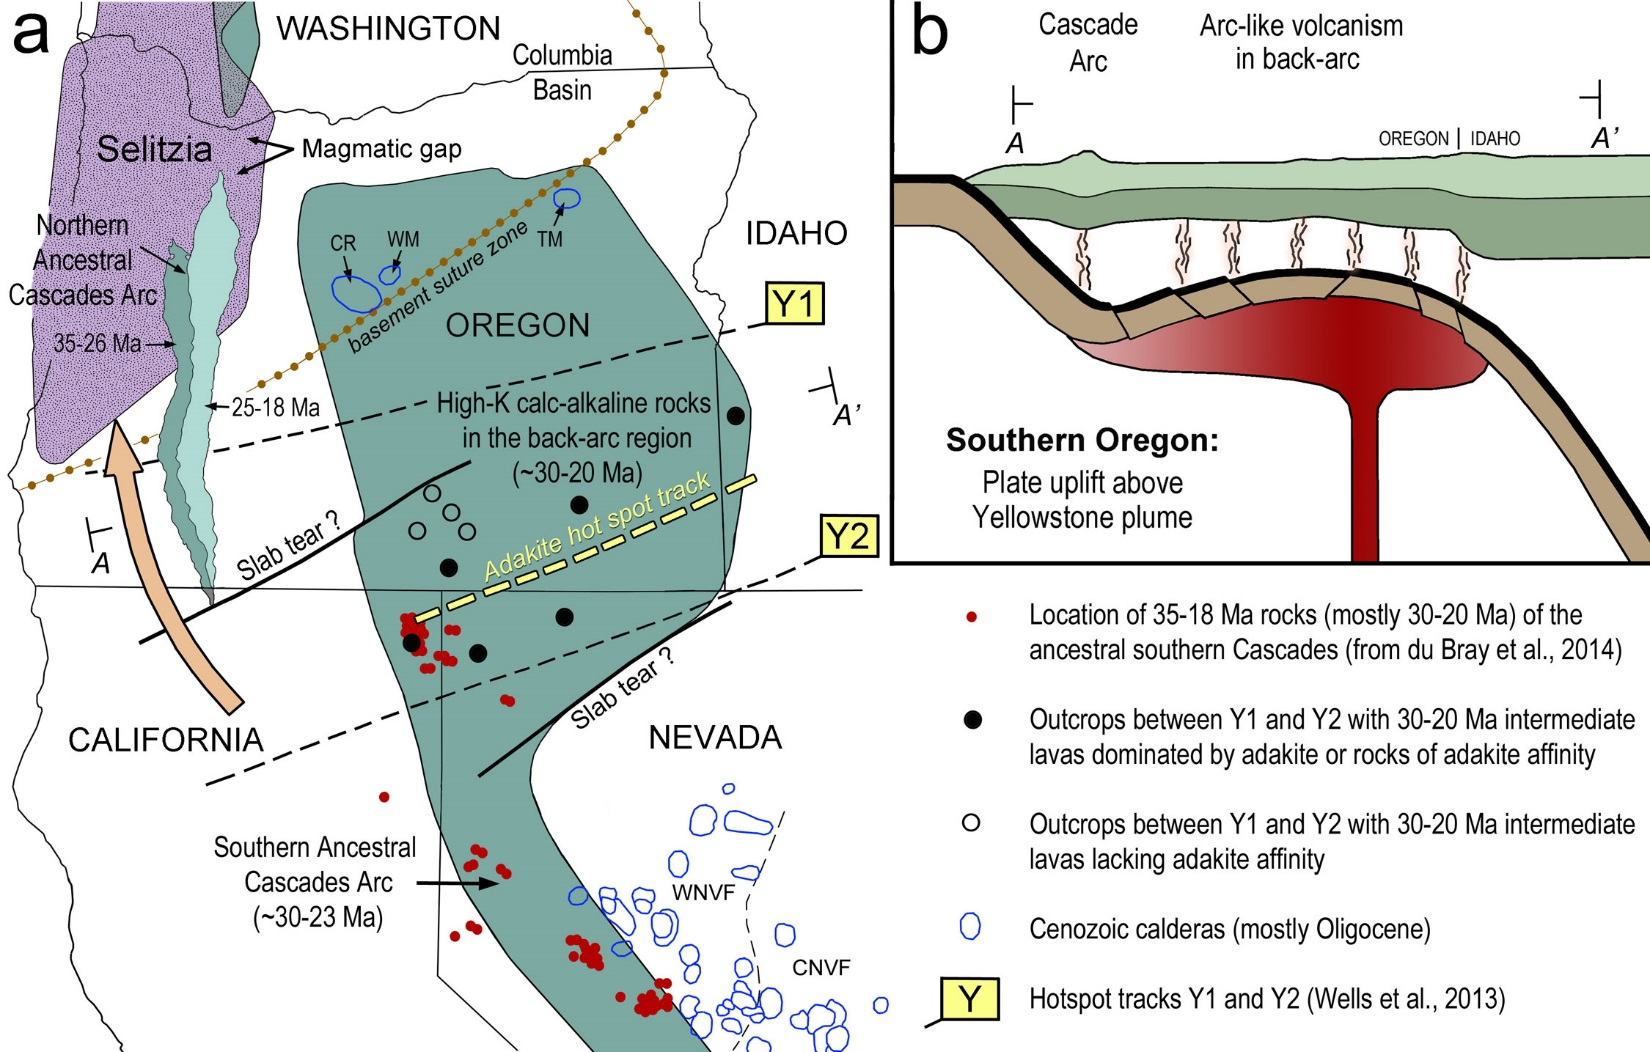 a
WASHINGTON
Columbia
Basin
Selitzia
Magmatic gap
Northern
Ancestral
Cascades Arc
35-26 Ma
25-18 Ma
CR
WM
TM
basement suture zone
IDAHO
OREGON
Y1
High-K calc-alkaline rocks
in the back-arc region
(~30-20 Ma)
A'
Adakite hot spot track
Slab tear ?
A
Y2
Slab tear ?
CALIFORNIA
NEVADA
Southern Ancestral
Cascades Arc
(~30-23 Ma)
WNVF
CNVF
b
Cascade
Arc
Arc-like volcanism
in back-arc
A
A'
OREGON | IDAHO
Southern Oregon:
Plate uplift above
Yellowstone plume
Location of 35-18 Ma rocks (mostly 30-20 Ma) of the
ancestral southern Cascades (from du Bray et al., 2014)
Outcrops between Y1 and Y2 with 30-20 Ma intermediate
lavas dominated by adakite or rocks of adakite affinity
Outcrops between Y1 and Y2 with 30-20 Ma intermediate
lavas lacking adakite affinity
Cenozoic calderas (mostly Oligocene)
Y
Hotspot tracks Y1 and Y2 (Wells et al., 2013)